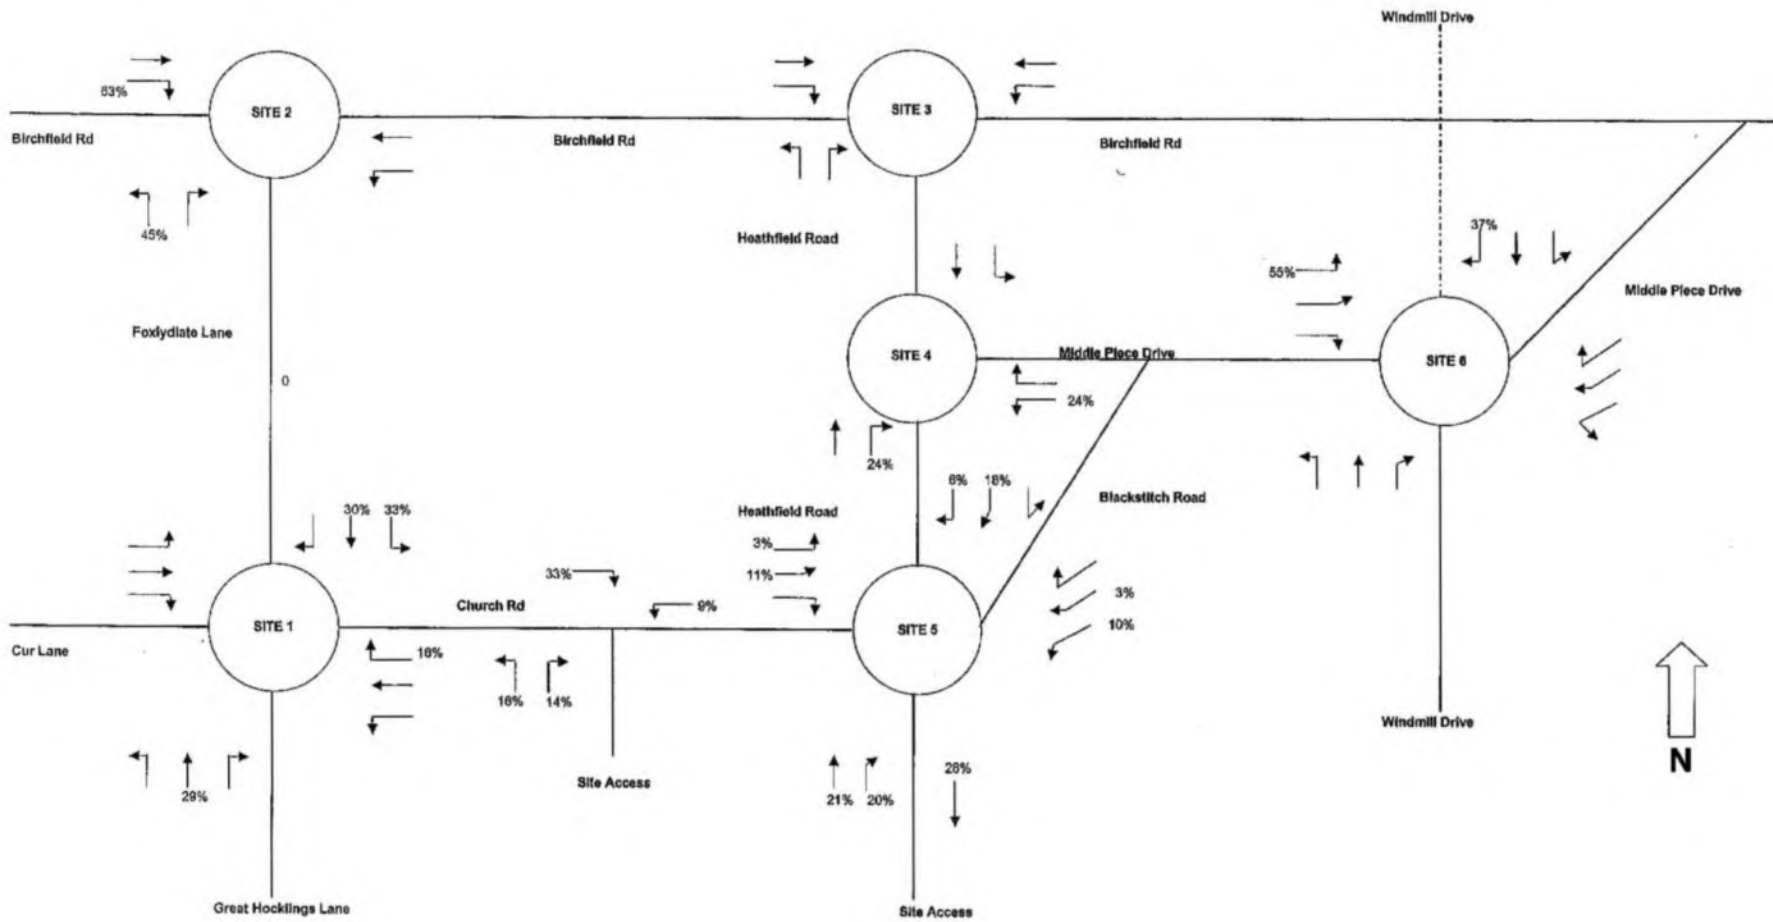 Windmill Drive
63%
SITE 2
SITE 3
Birchfield Rd
Birchfield Rd
Birchfield Rd
45%
Heathfield Road
37%
55%
Middle Piece Drive
Foxlydiate Lane
SITE 4
Middle Piece Drive
SITE 6
0
24%
24%
6%
18%
Blackstitch Road
30%
33%
Heathfield Road
3%
33%
11%
Church Rd
9%
3%
SITE 1
SITE 5
10%
Cur Lane
16%
16%
14%
Windmill Drive
Site Access
28%
29%
21%
20%
N
Great Hocklings Lane
Site Access